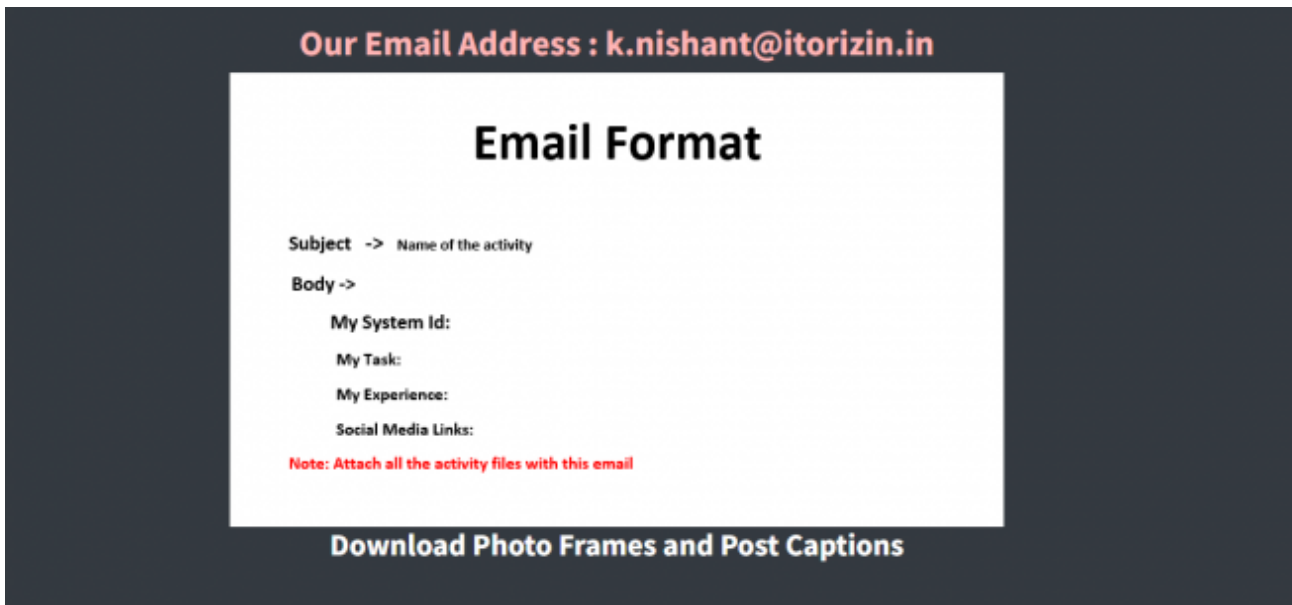 Our Email Address : k.nishant@itorizin.in
Email Format
Subject -> Name of the activity
Body ->
My System Id:
My Task:
My Experience:
Social Media Links:
Note: Attach all the activity files with this email
Download Photo Frames and Post Captions